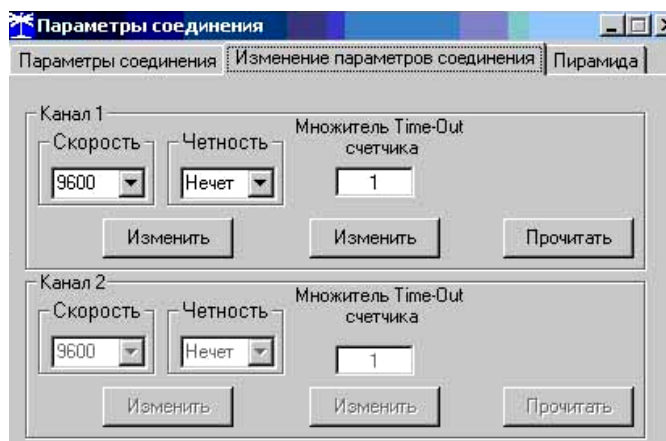 Параметры соединения
Параметры соединения Изменение параметров соединения Пирамида
Канал 1
Скорость Четность Множитель Time-Out
счетчика
9600 Нечет 1
Изменить Изменить Прочитать
Канал 2
Скорость Четность Множитель Time-Out
счетчика
9600 Нечет 1
Изменить Изменить Прочитать